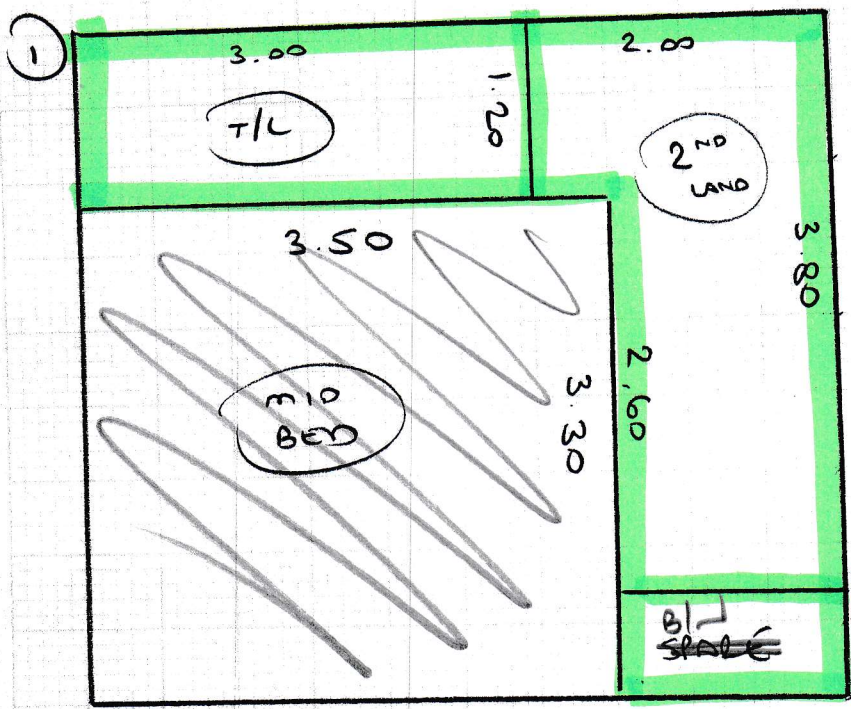 1
3.00
2.00
T/L
1.20
2ND
LAND
3.50
3.80
MID
BED
3.30
2.60
B/J
SPARE